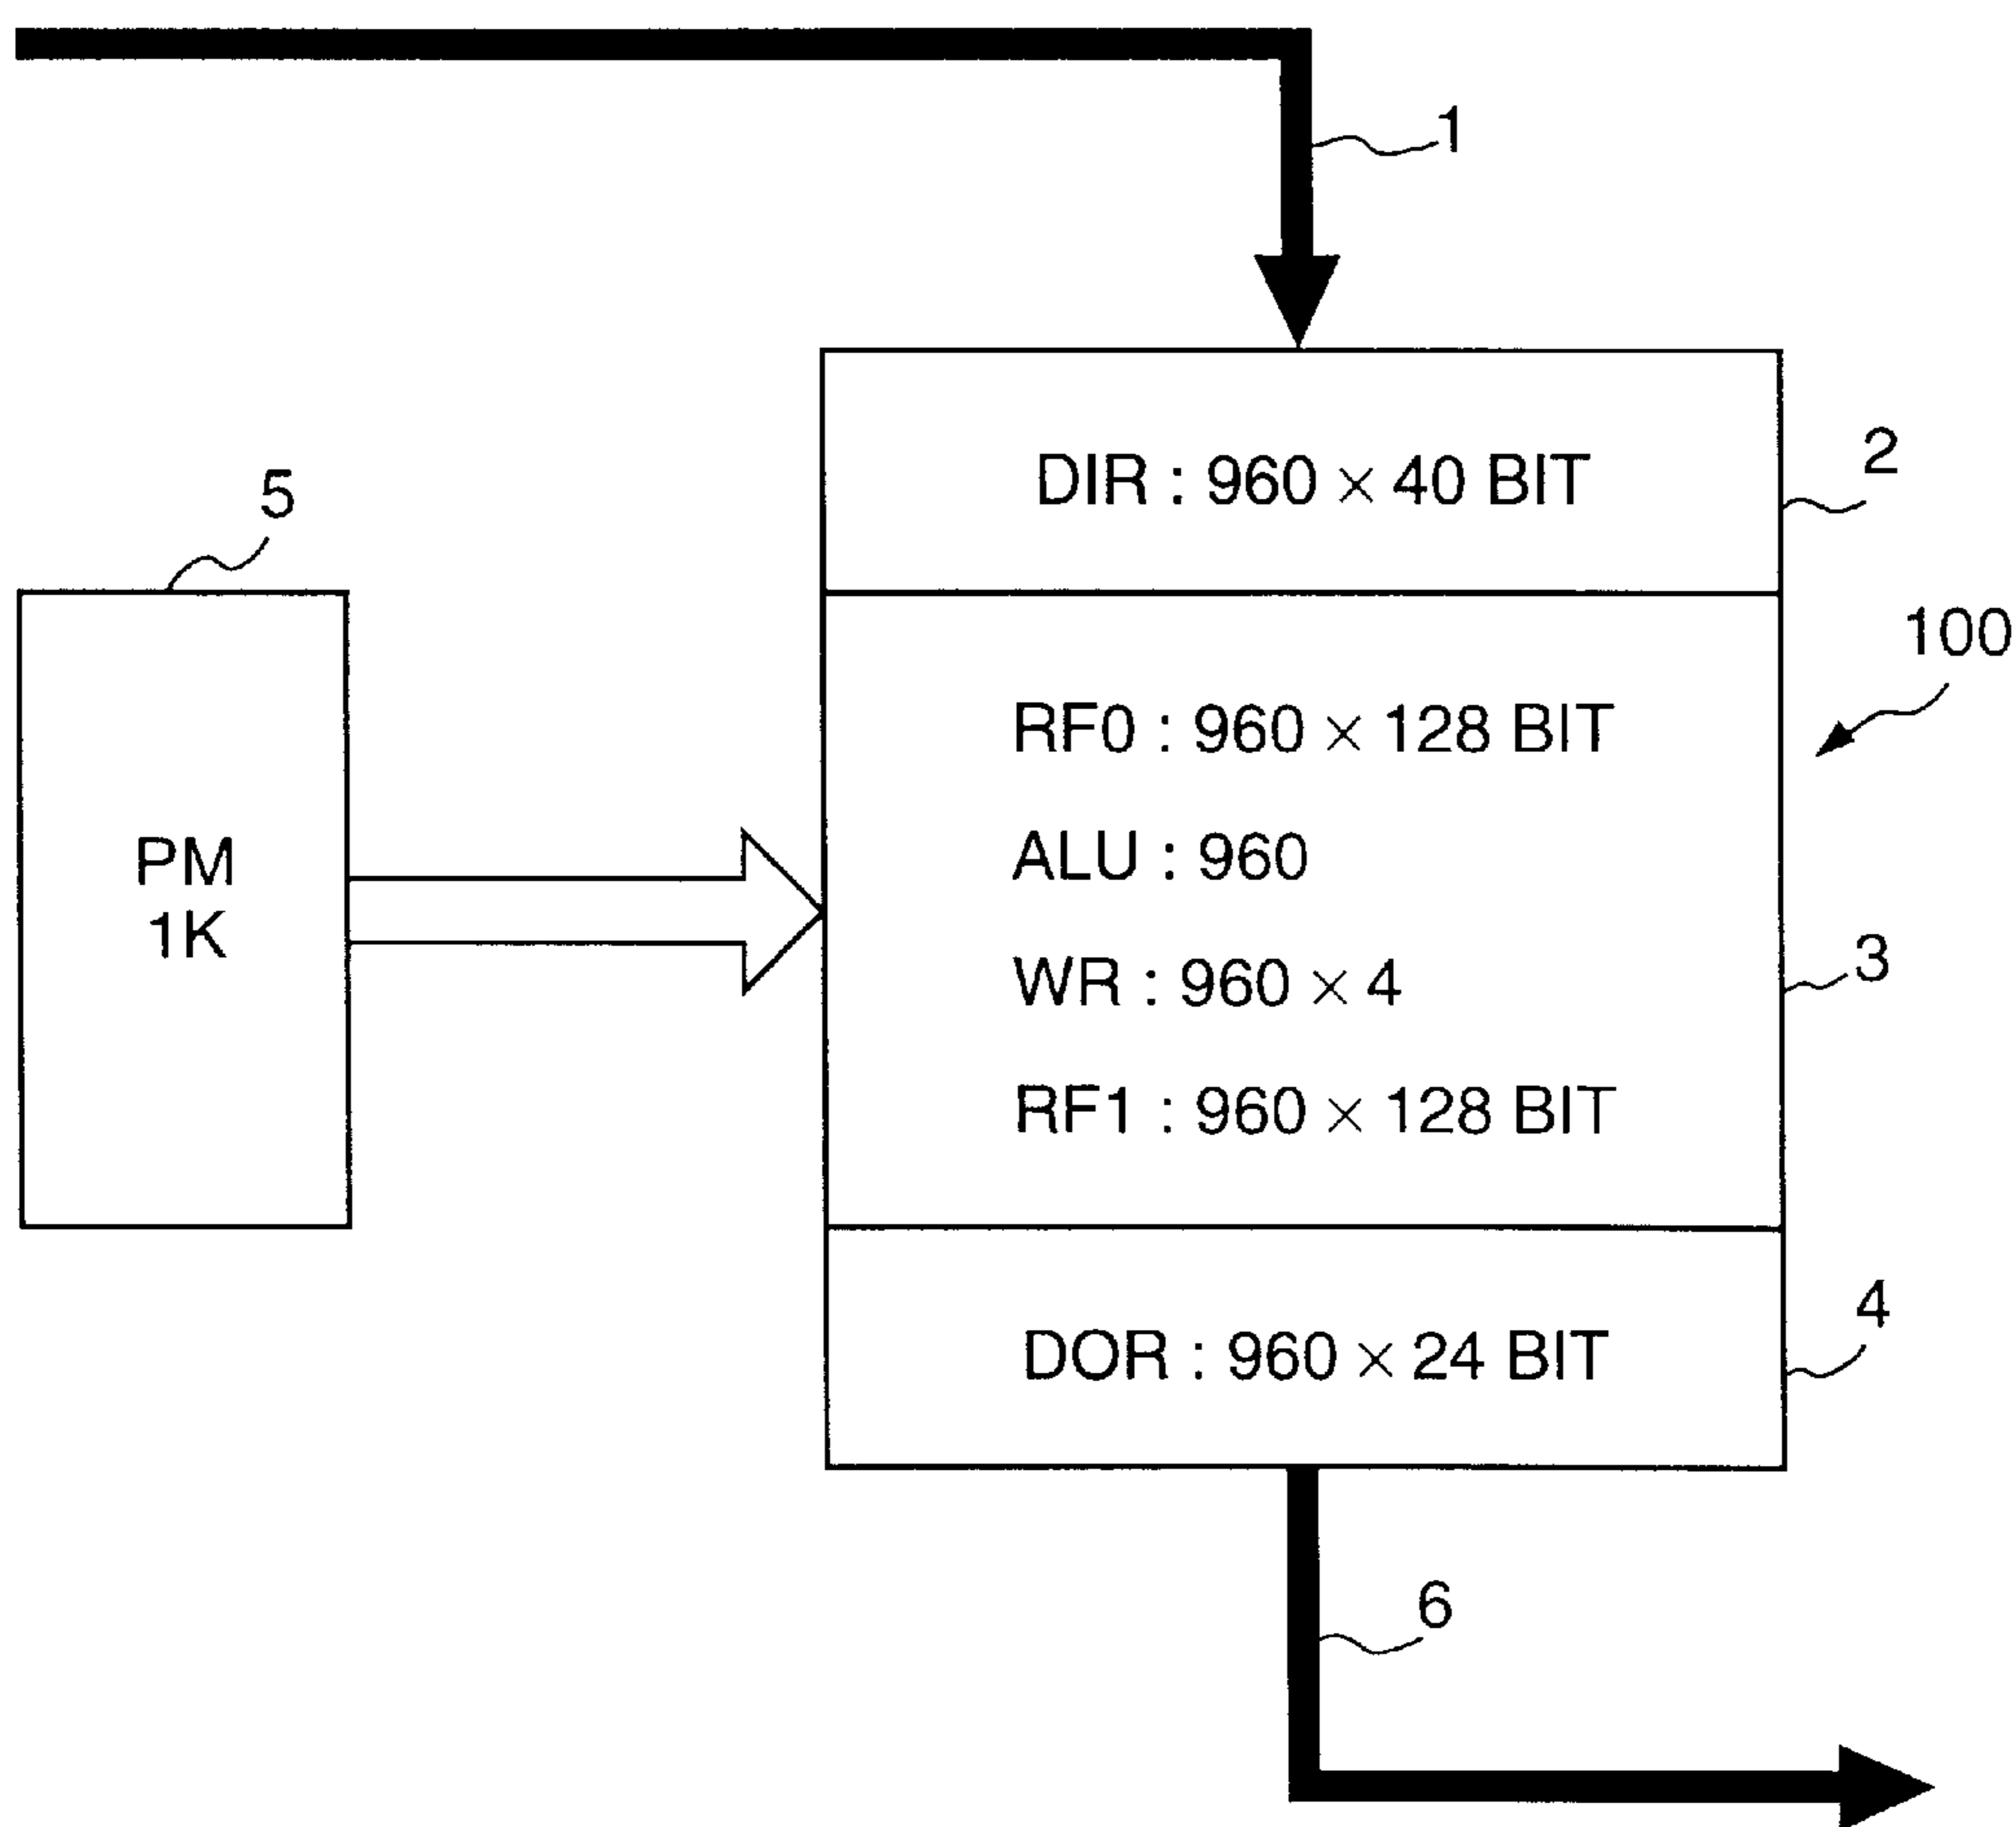 1
DIR : 960 × 40 BIT
2
5
100
RF0 : 960 × 128 BIT
ALU : 960
WR : 960 × 4
RF1 : 960 × 128 BIT
PM
1K
3
DOR : 960 × 24 BIT
4
6